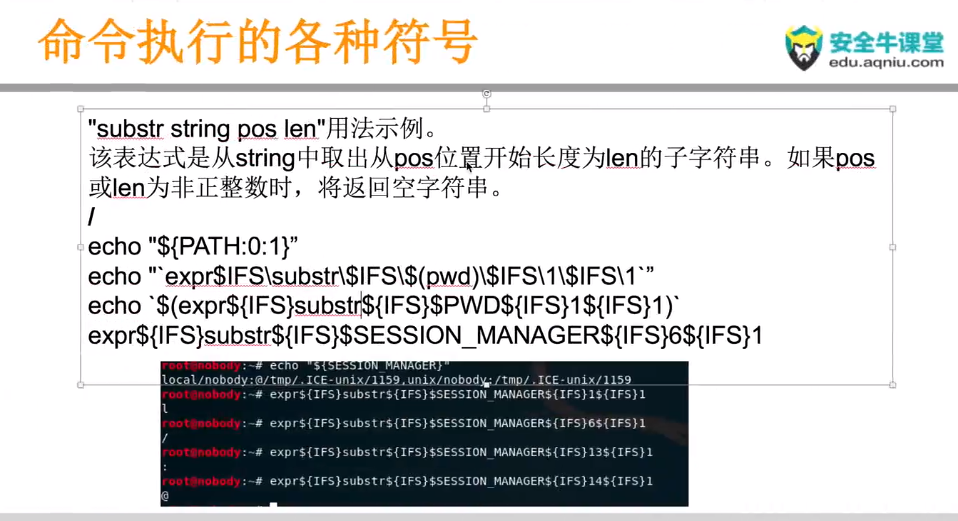 命令执行的各种符号
安全牛课堂
edu.aqniu.com
"substr string pos len"用法示例。
该表达式是从string中取出从pos位置开始长度为len的子字符串。如果pos
或len为非正整数时，将返回空字符串。
/
echo "${PATH:0:1}”
echo "`expr$IFS\substr\$IFS\$(pwd)\$IFS\1\$IFS\1`”
echo `$(expr${IFS}substr${IFS}$PWD${IFS}1${IFS}1)`
expr${IFS}substr${IFS}$SESSION_MANAGER${IFS}6${IFS}1
root@nobody:~# echo "${SESSION_MANAGER}"
local/nobody:@/tmp/.ICE-unix/1159,unix/nobody:/tmp/.ICE-unix/1159
root@nobody:~# expr${IFS}substr${IFS}$SESSION_MANAGER${IFS}1${IFS}1
l
root@nobody:~# expr${IFS}substr${IFS}$SESSION_MANAGER${IFS}6${IFS}1
/
root@nobody:~# expr${IFS}substr${IFS}$SESSION_MANAGER${IFS}13${IFS}1
:
root@nobody:~# expr${IFS}substr${IFS}$SESSION_MANAGER${IFS}14${IFS}1
@